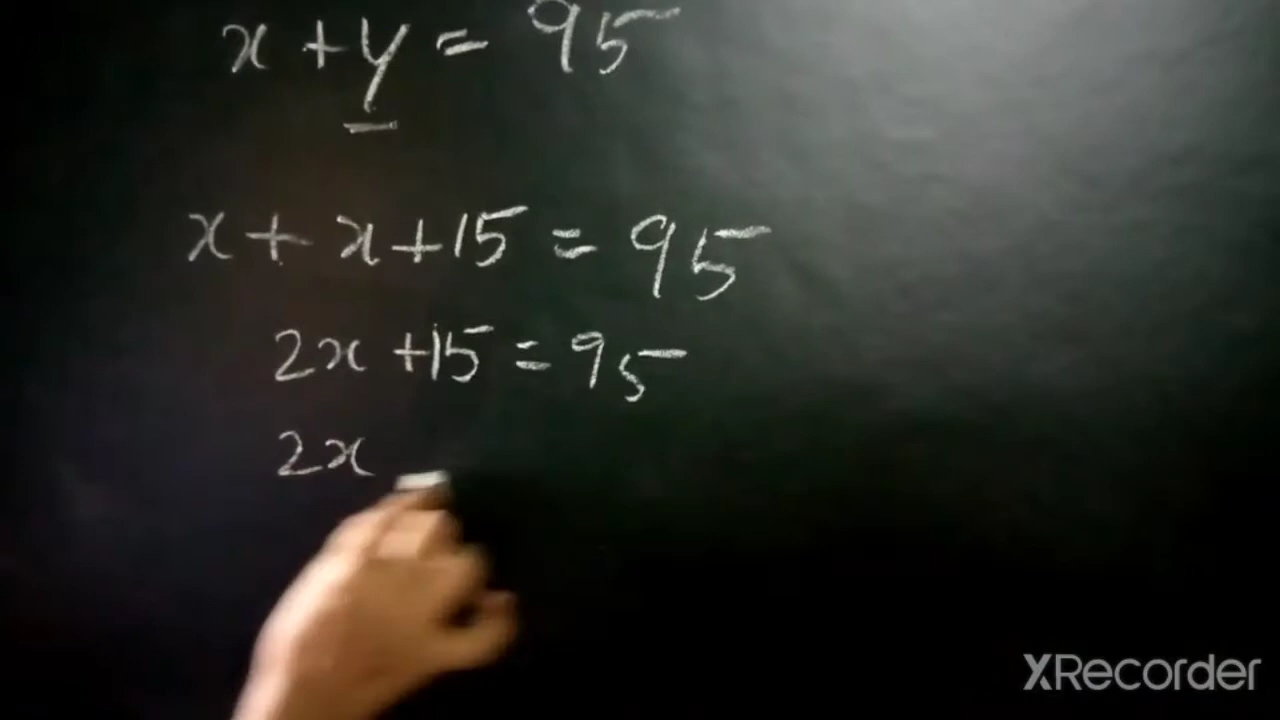 x + y = 95
x + x + 15 = 95
2x + 15 = 95
2x
XRecorder